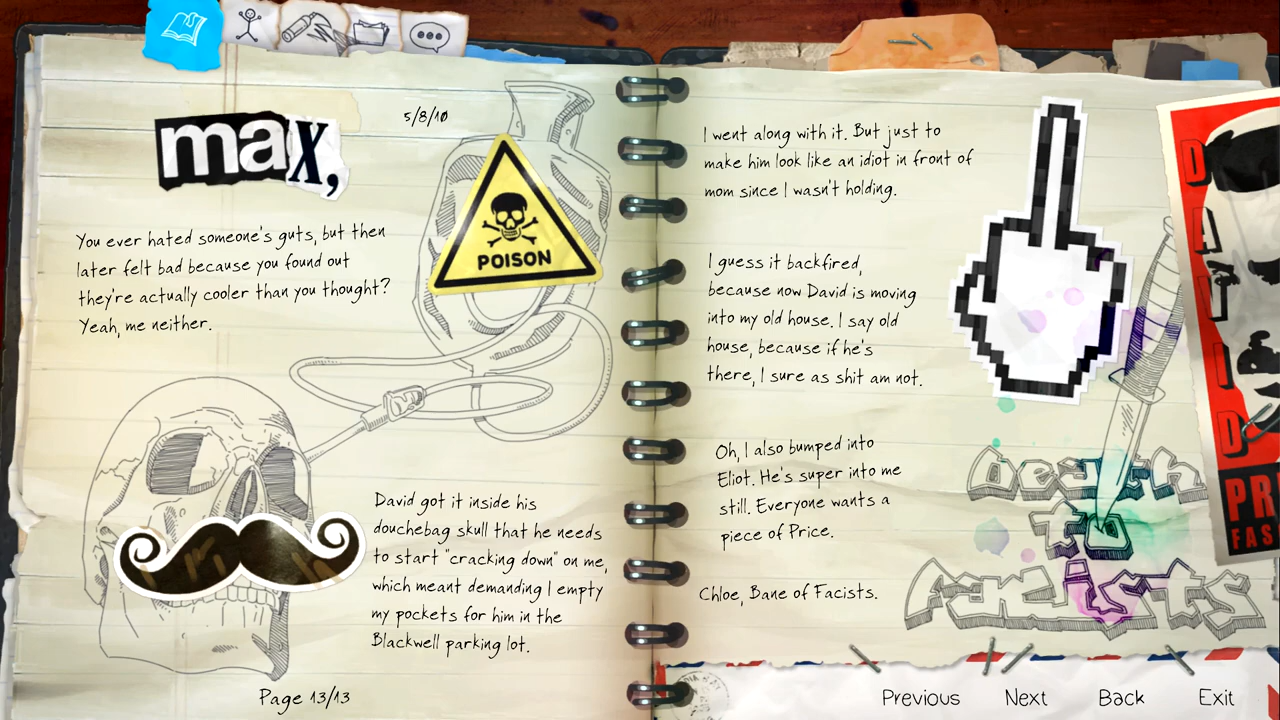 max,
5/8/10
You ever hated someone's guts, but then
later felt bad because you found out
they're actually cooler than you thought?
Yeah, me neither.
POISON
David got it inside his
douchebag skull that he needs
to start "cracking down" on me,
which meant demanding I empty
my pockets for him in the
Blackwell parking lot.
Page 13/13
I went along with it. But just to
make him look like an idiot in front of
mom since I wasn't holding.
I guess it backfired,
because now David is moving
into my old house. I say old
house, because if he's
there, I sure as shit am not.
Oh, I also bumped into
Eliot. He's super into me
still. Everyone wants a
piece of Price.
Chloe, Bane of Facists.
DAVID
PRI
FAS
Death
To
Previous
Next
Back
Exit